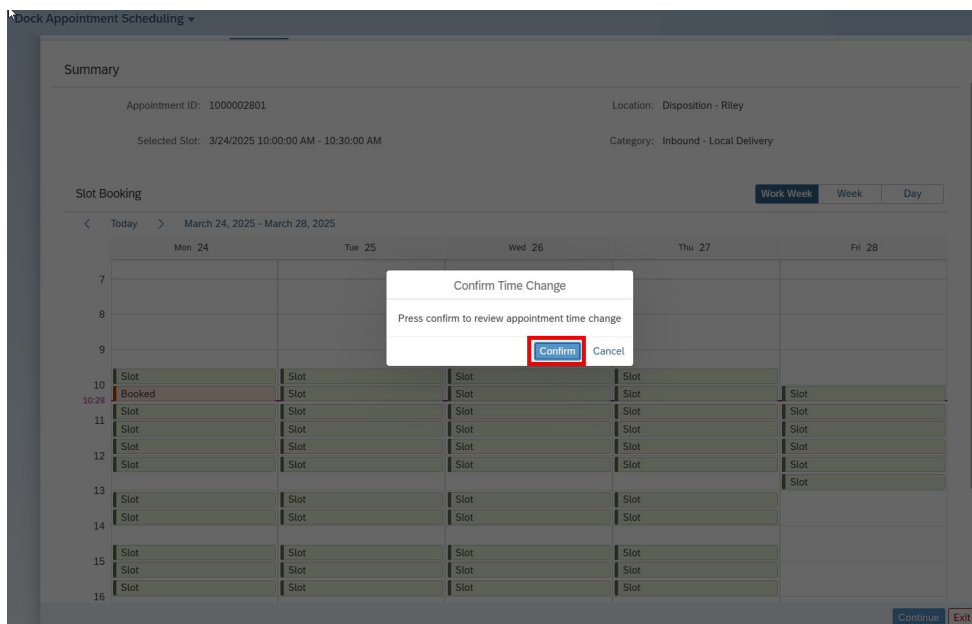 Dock Appointment Scheduling
Summary
Appointment ID: 1000002801 Location: Disposition - Riley
Selected Slot: 3/24/2025 10:00:00 AM - 10:30:00 AM Category: Inbound - Local Delivery
Slot Booking Work Week Week Day
< Today > March 24, 2025 - March 28, 2025
Mon 24 Tue 25 Wed 26 Thu 27 Fri 28
7
Confirm Time Change
8
Press confirm to review appointment time change
9
Confirm Cancel
Slot Slot Slot Slot
10
Booked Slot Slot Slot Slot
10:28
Slot Slot Slot Slot Slot
11
Slot Slot Slot Slot Slot
Slot Slot Slot Slot Slot
12
Slot Slot Slot Slot Slot
Slot
13
Slot Slot Slot Slot
Slot Slot Slot Slot
14
Slot Slot Slot Slot
15
Slot Slot Slot Slot
Slot Slot Slot Slot
16
Continue Exit